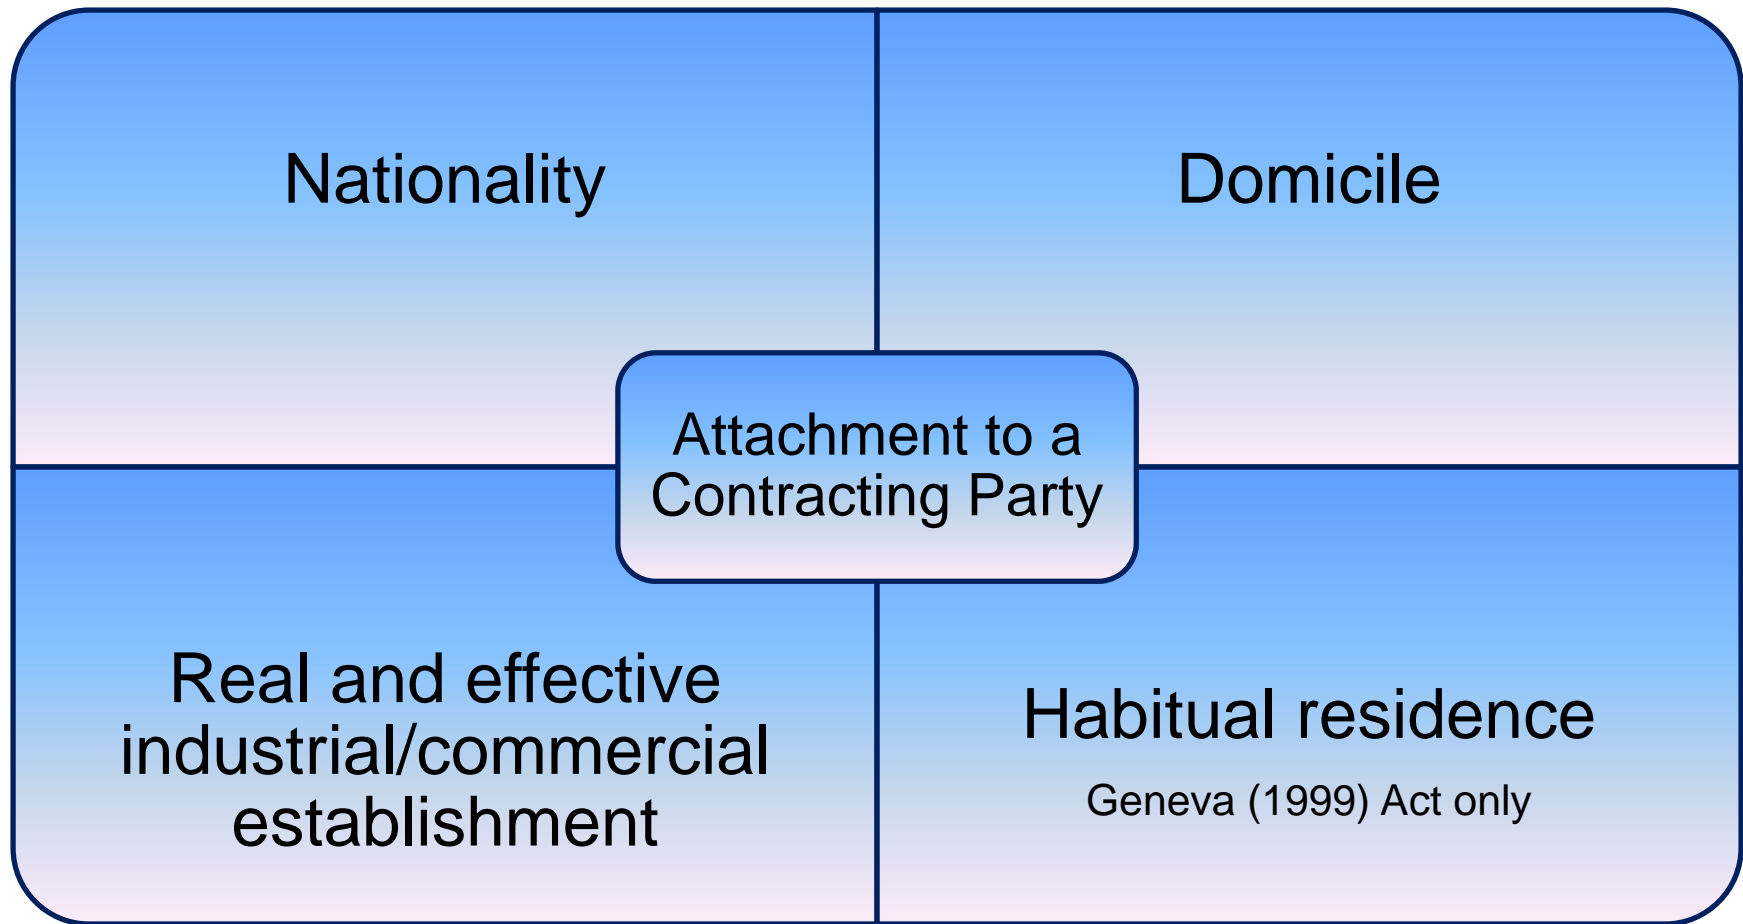 Nationality
Domicile
Attachment to a
Contracting Party
Real and effective
industrial/commercial
establishment
Habitual residence
Geneva (1999) Act only